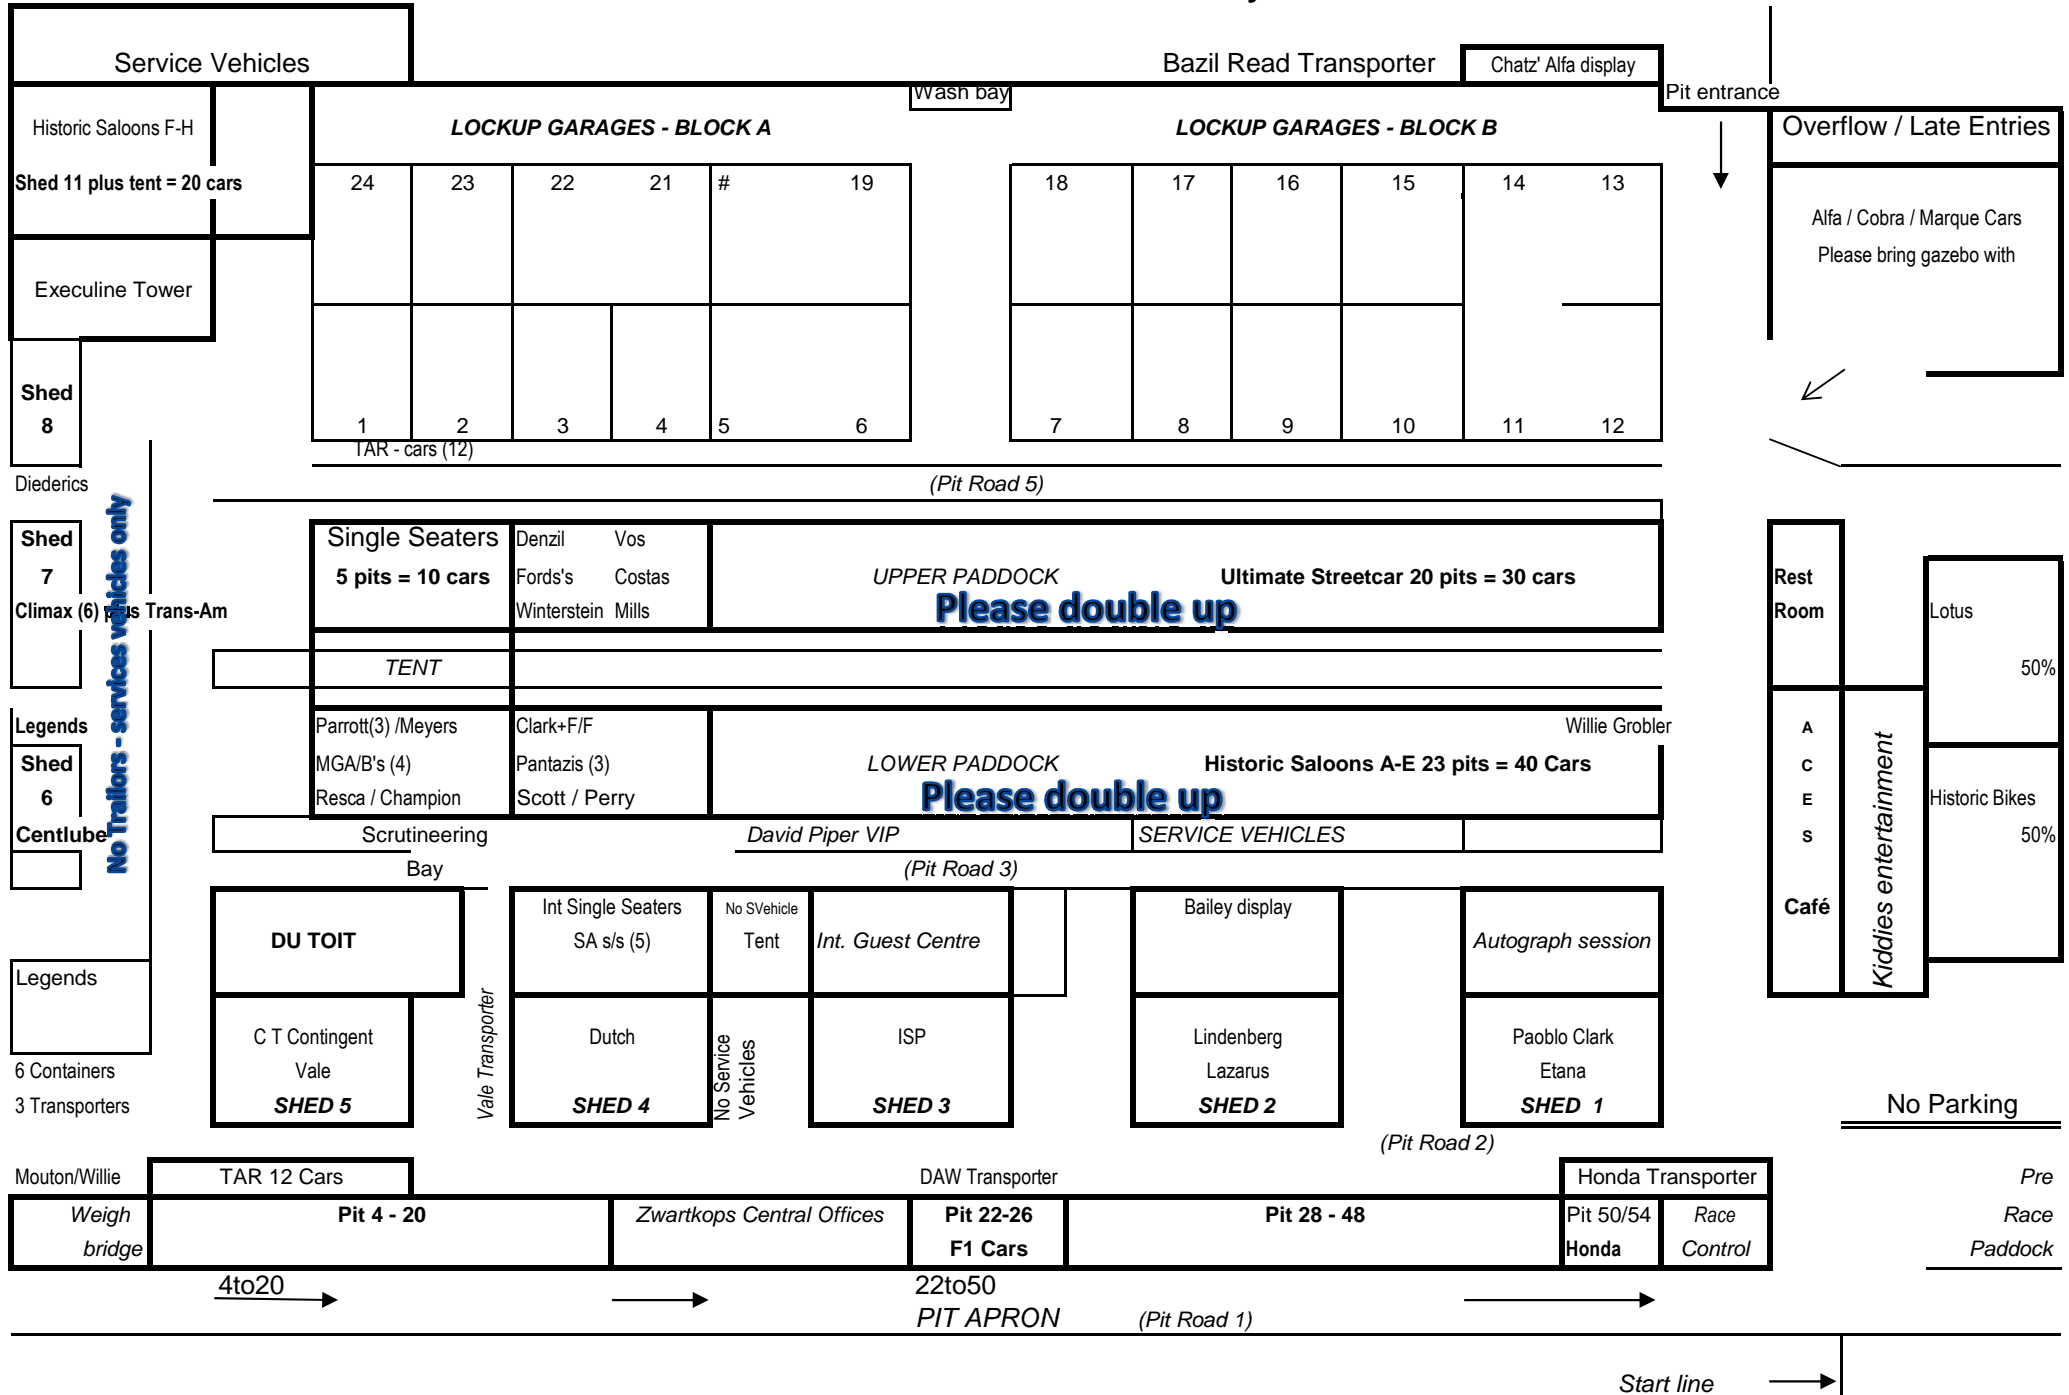 Service Vehicles
Bazil Read Transporter
Chatz' Alfa display
Wash bay
Pit entrance
Historic Saloons F-H
LOCKUP GARAGES - BLOCK A
LOCKUP GARAGES - BLOCK B
Overflow / Late Entries
Shed 11 plus tent = 20 cars
24 23 22 21 # 19
18 17 16 15 14 13
Alfa / Cobra / Marque Cars
Please bring gazebo with
Executline Tower
Shed
8
1 2 3 4 5 6
7 8 9 10 11 12
TAR - cars (12)
Diederics
(Pit Road 5)
No Trailors - services vehicles only
Shed
7
Climax (6) plus Trans-Am
Single Seaters
5 pits = 10 cars
Denzil Vos
Fords's Costas
Winterstein Mills
UPPER PADDOCK
Ultimate Streetcar 20 pits = 30 cars
Please double up
Rest
Room
Lotus
50%
TENT
Legends
Shed
6
Centlube
Parrott(3) /Meyers
MGA/B's (4)
Resca / Champion
Clark+F/F
Pantazis (3)
Scott / Perry
Willie Grobler
LOWER PADDOCK
Historic Saloons A-E 23 pits = 40 Cars
Please double up
A
C
E
S
Café
Kiddies entertainment
Historic Bikes
50%
Scrutineering
Bay
David Piper VIP
SERVICE VEHICLES
(Pit Road 3)
DU TOIT
Int Single Seaters
SA s/s (5)
No SVehicle
Tent
Int. Guest Centre
Bailey display
Autograph session
Legends
6 Containers
3 Transporters
C T Contingent
Vale
SHED 5
Vale Transporter
Dutch
SHED 4
No Service
Vehicles
ISP
SHED 3
Lindenberg
Lazarus
SHED 2
Paoblo Clark
Etana
SHED 1
No Parking
(Pit Road 2)
Mouton/Willie
TAR 12 Cars
DAW Transporter
Honda Transporter
Weigh
bridge
Pit 4 - 20
Zwartkops Central Offices
Pit 22-26
F1 Cars
Pit 28 - 48
Pit 50/54
Honda
Race
Control
Pre
Race
Paddock
4to20
22to50
PIT APRON
(Pit Road 1)
Start line